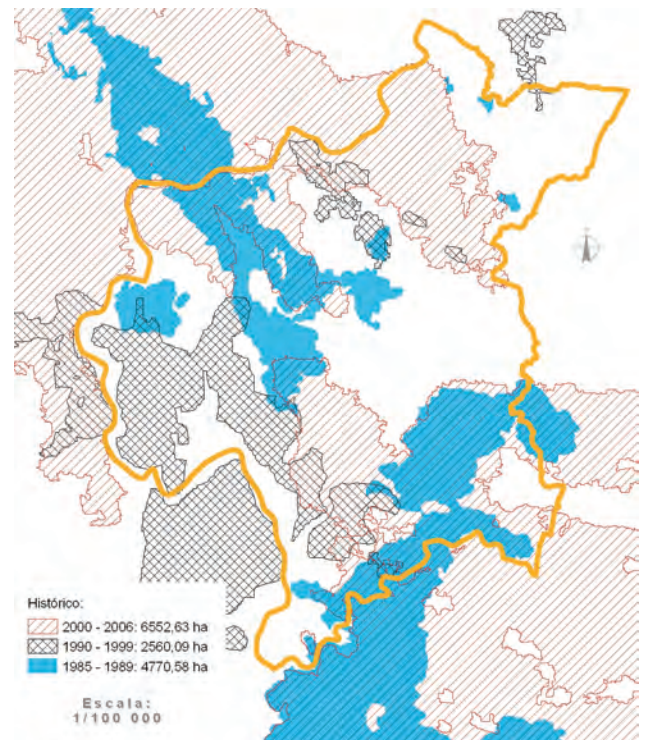 Histórico:
2000 - 2006: 6552,63 ha
1990 - 1999: 2560,09 ha
1985 - 1989: 4770,58 ha
Escala:
1/100 000